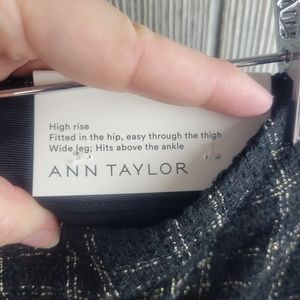 High rise
Fitted in the hip, easy through the thigh
Wide leg; Hits above the ankle
ANN TAYLOR